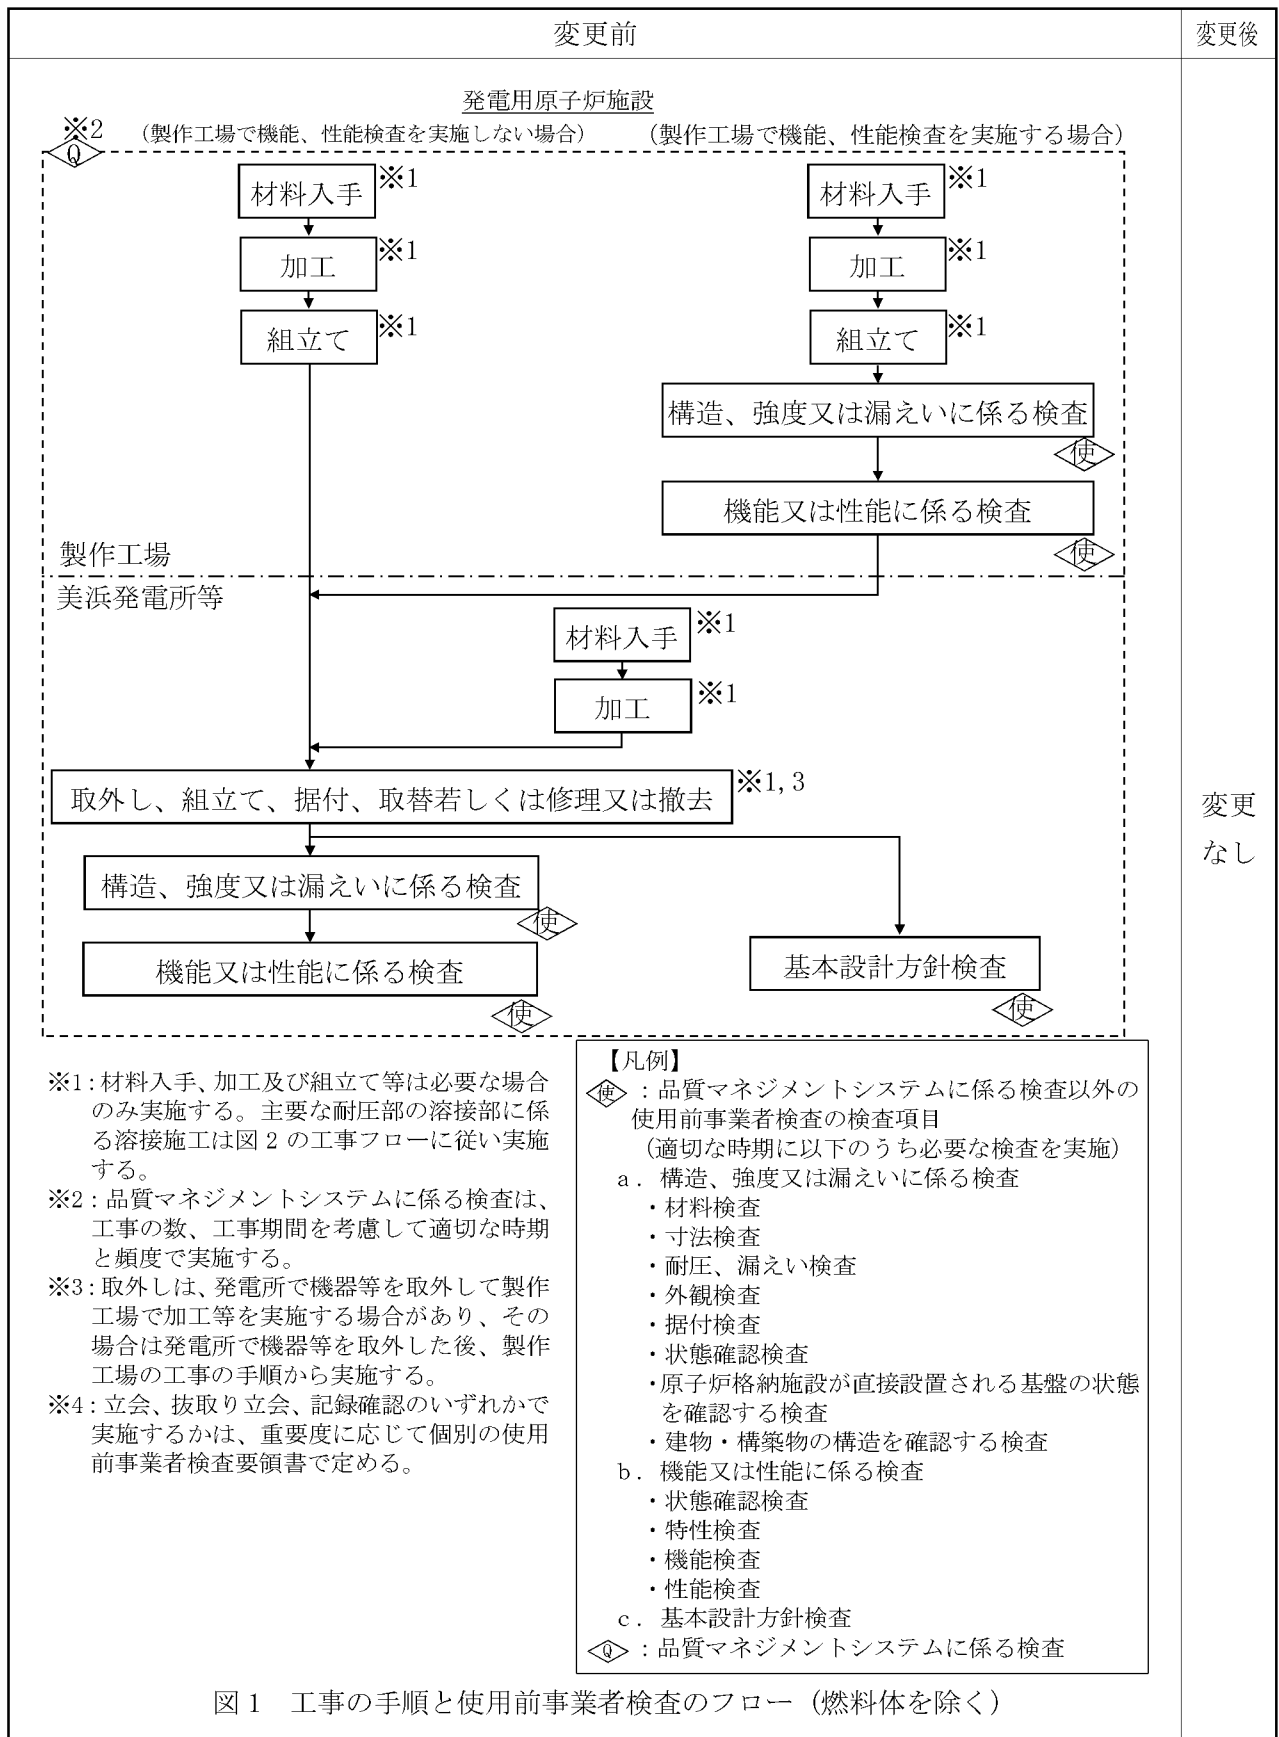 変更前
変更後
発電用原子炉施設
※2
(製作工場で機能、性能検査を実施しない場合)
(製作工場で機能、性能検査を実施する場合)
Q
材料入手
※1
材料入手
※1
加工
※1
加工
※1
組立て
※1
組立て
※1
構造、強度又は漏えいに係る検査
使
機能又は性能に係る検査
使
製作工場
美浜発電所等
材料入手
※1
加工
※1
取外し、組立て、据付、取替若しくは修理又は撤去
※1, 3
構造、強度又は漏えいに係る検査
使
機能又は性能に係る検査
使
基本設計方針検査
使
変更
なし
※1:材料入手、加工及び組立て等は必要な場合
のみ実施する。主要な耐圧部の溶接部に係
る溶接施工は図2の工事フローに従い実施
する。
※2:品質マネジメントシステムに係る検査は、
工事の数、工事期間を考慮して適切な時期
と頻度で実施する。
※3:取外しは、発電所で機器等を取外して製作
工場で加工等を実施する場合があり、その
場合は発電所で機器等を取外した後、製作
工場の工事の手順から実施する。
※4:立会、抜取り立会、記録確認のいずれかで
実施するかは、重要度に応じて個別の使用
前事業者検査要領書で定める。
【凡例】
使:品質マネジメントシステムに係る検査以外の
使用前事業者検査の検査項目
(適切な時期に以下のうち必要な検査を実施)
a. 構造、強度又は漏えいに係る検査
・材料検査
・寸法検査
・耐圧、漏えい検査
・外観検査
・据付検査
・状態確認検査
・原子炉格納施設が直接設置される基盤の状態
を確認する検査
・建物・構築物の構造を確認する検査
b. 機能又は性能に係る検査
・状態確認検査
・特性検査
・機能検査
・性能検査
c. 基本設計方針検査
Q:品質マネジメントシステムに係る検査
図1 工事の手順と使用前事業者検査のフロー(燃料体を除く)